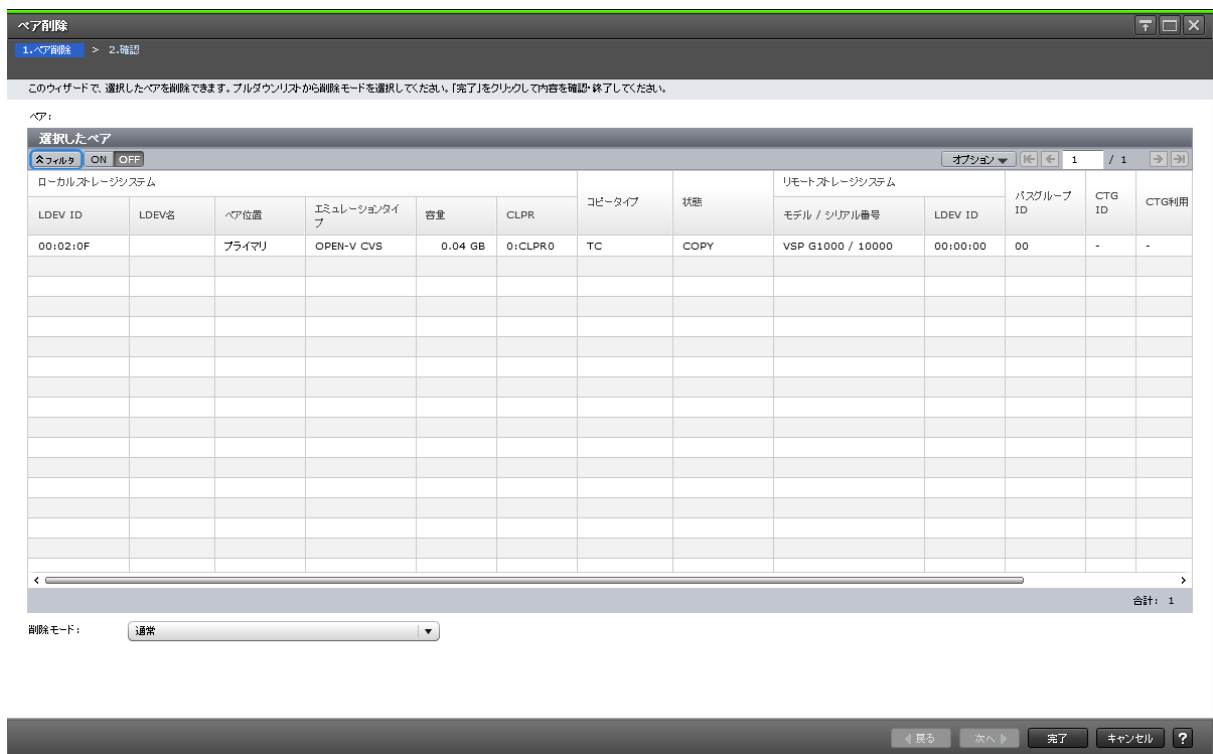 ペア削除
1.ペア削除 > 2.確認
このウィザードで、選択したペアを削除できます。プルダウンリストから削除モードを選択してください。「完了」をクリックして内容を確認・終了してください。
ペア:
選択したペア
フィルタ ON OFF オプション 1 / 1
ローカルストレージシステム コピータイプ 状態 リモートストレージシステム パスグループID CTG ID CTG利用
LDEV ID LDEV名 ペア位置 エミュレーションタイプ 容量 CLPR モデル / シリアル番号 LDEV ID
00:02:0F プライマリ OPEN-V CVS 0.04 GB 0:CLPR0 TC COPY VSP G1000 / 10000 00:00:00 00 - -
合計: 1
削除モード: 通常
戻る 次へ 完了 キャンセル ?